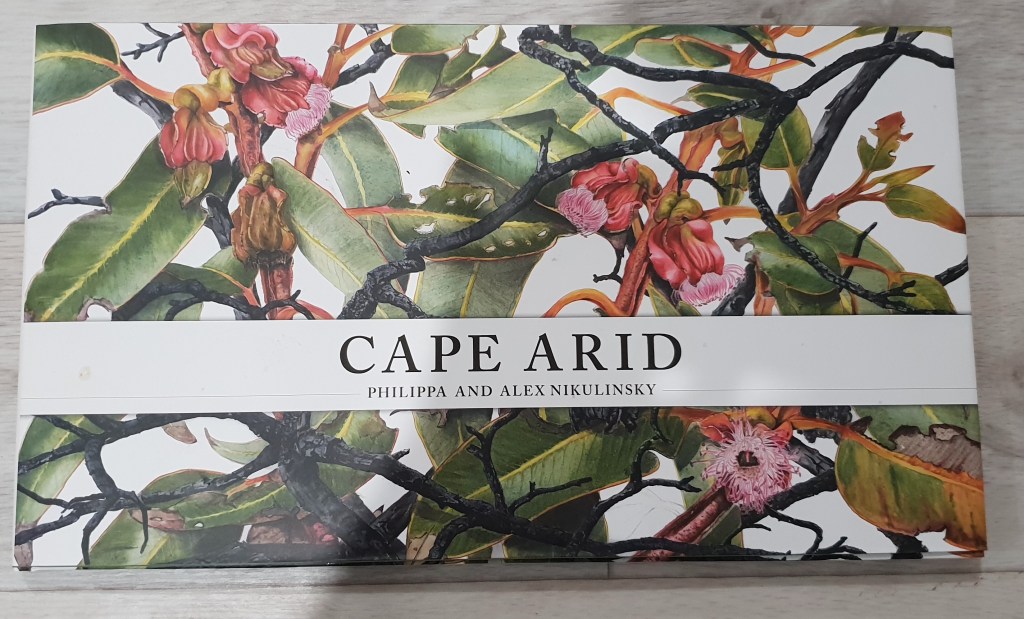 CAPE ARID
PHILIPPA AND ALEX NIKULINSKY